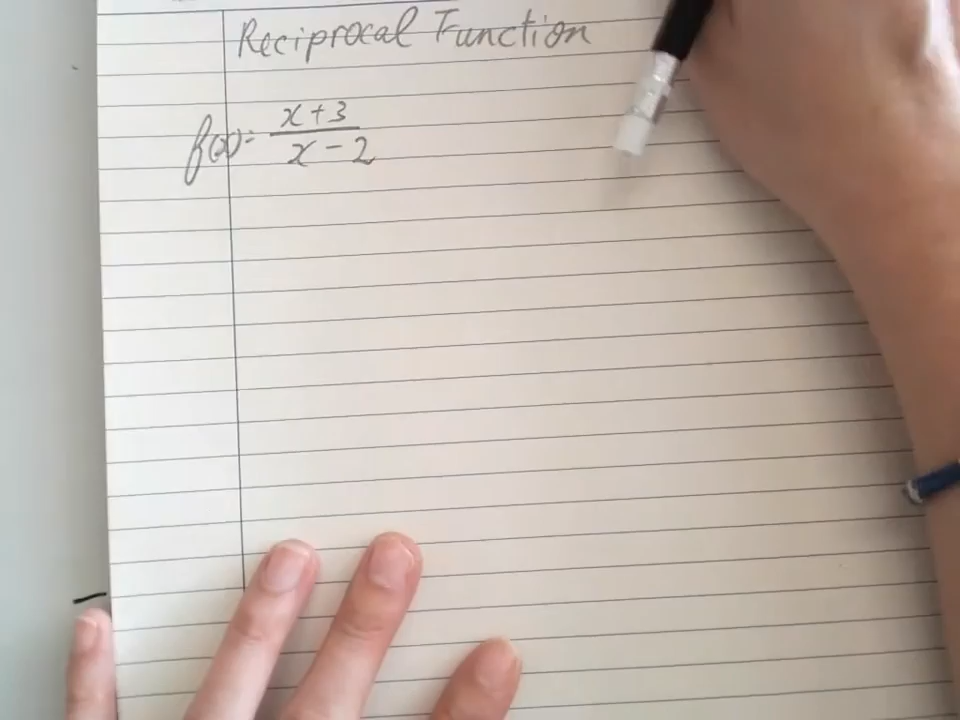 Reciprocal Function
f(x)= x+3
x-2